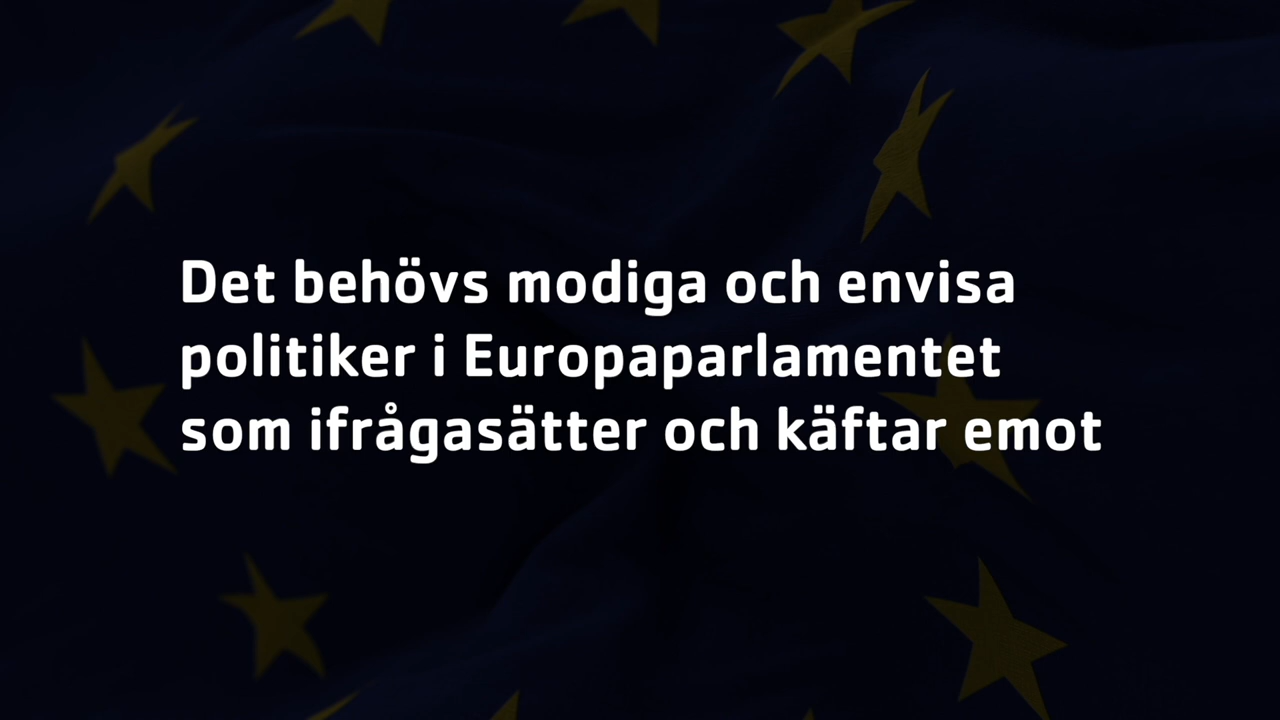 Det behövs modiga och envisa
politiker i Europaparlamentet
som ifrågasätter och käftar emot